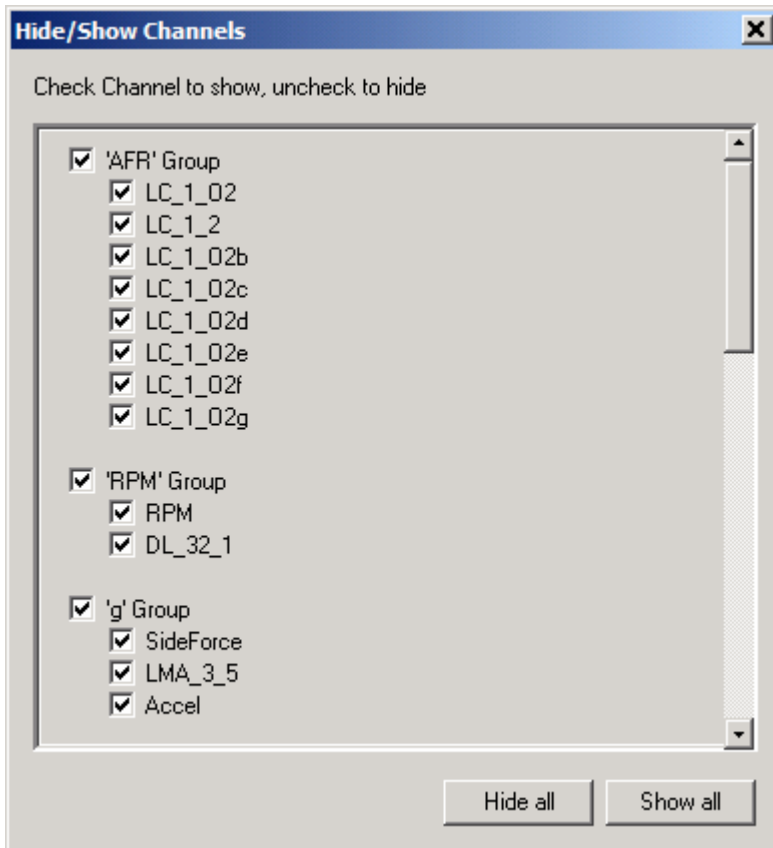 Hide/Show Channels
Check Channel to show, uncheck to hide
'AFR' Group
LC_1_O2
LC_1_2
LC_1_O2b
LC_1_O2c
LC_1_O2d
LC_1_O2e
LC_1_O2f
LC_1_O2g
'RPM' Group
RPM
DL_32_1
'g' Group
SideForce
LMA_3_5
Accel
Hide all
Show all